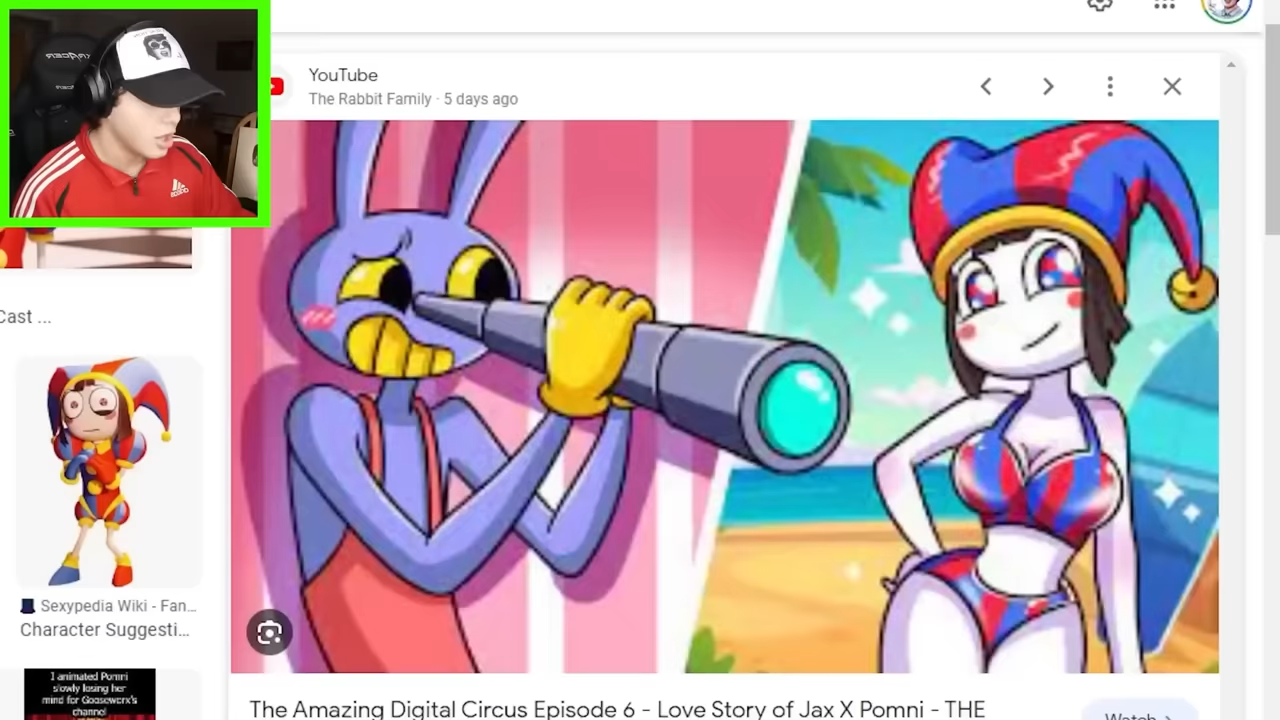 YouTube
The Rabbit Family · 5 days ago
Cast ...
Sexypedia Wiki - Fan...
Character Suggesti...
I animated Pomni
slowly losing her
mind for Gooseworx's
channel
The Amazing Digital Circus Episode 6 - Love Story of Jax X Pomni - THE
Watch >